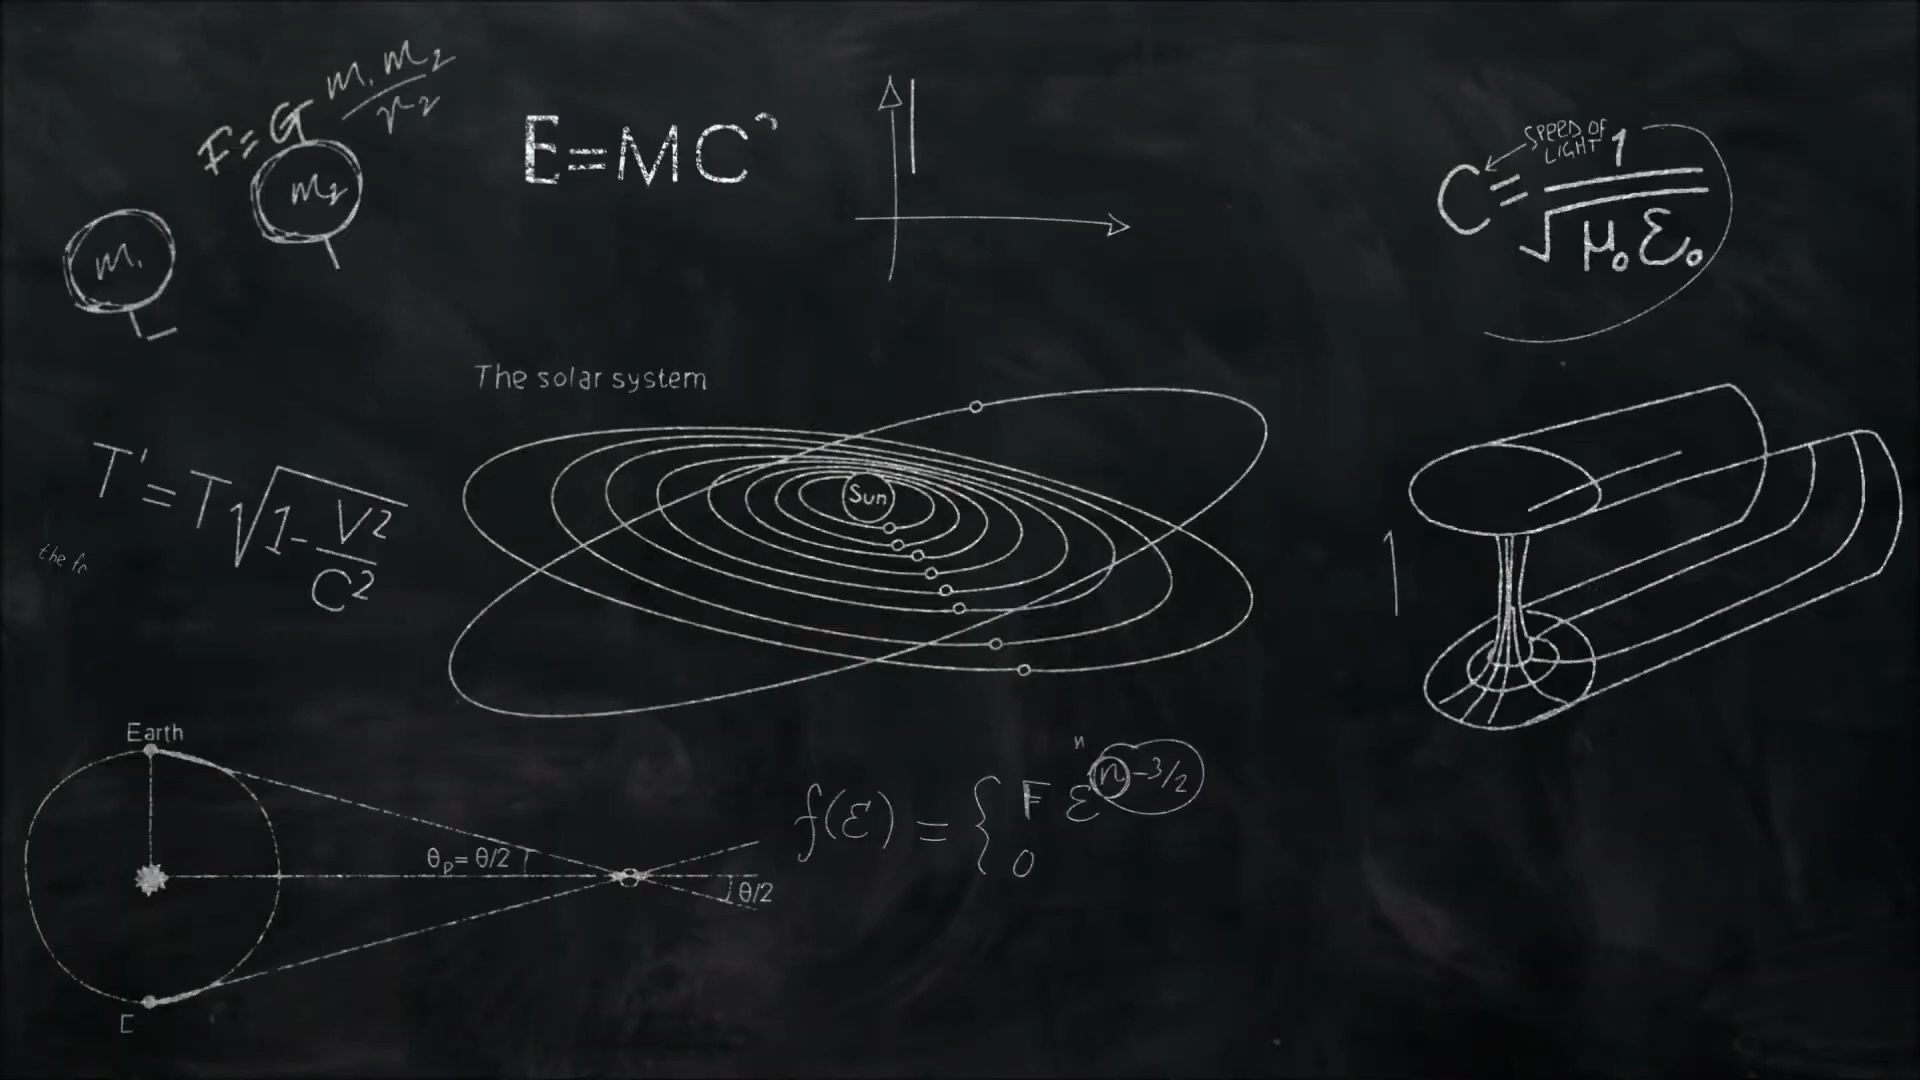 F=G m₁m₂/r²
m₂
m₁
E=MC²
C = 1/√μ₀ε₀
SPEED OF
LIGHT
The solar system
Sun
T'=T√1-V²/C²
1
Earth
θp=θ/2
θ/2
f(ε) = { F ε^n-3/2
0
n